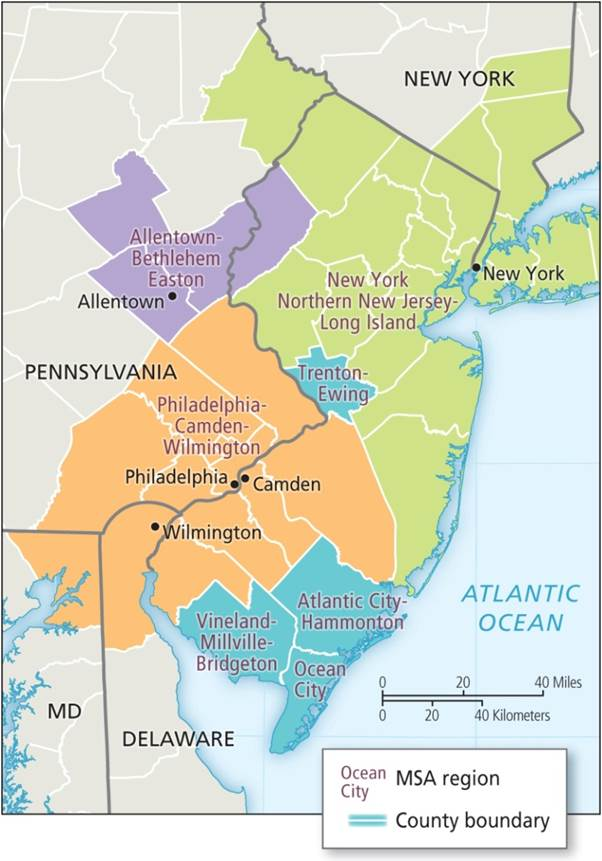 NEW YORK
Allentown-
Bethlehem
Easton
Allentown
New York
New York
Northern New Jersey-
Long Island
PENNSYLVANIA
Trenton-
Ewing
Philadelphia-
Camden-
Wilmington
Philadelphia
Camden
Wilmington
Vineland-
Millville-
Bridgeton
Atlantic City-
Hammonton
Ocean
City
ATLANTIC
OCEAN
0 20 40 Miles
0 20 40 Kilometers
MD
DELAWARE
Ocean
City
MSA region
County boundary